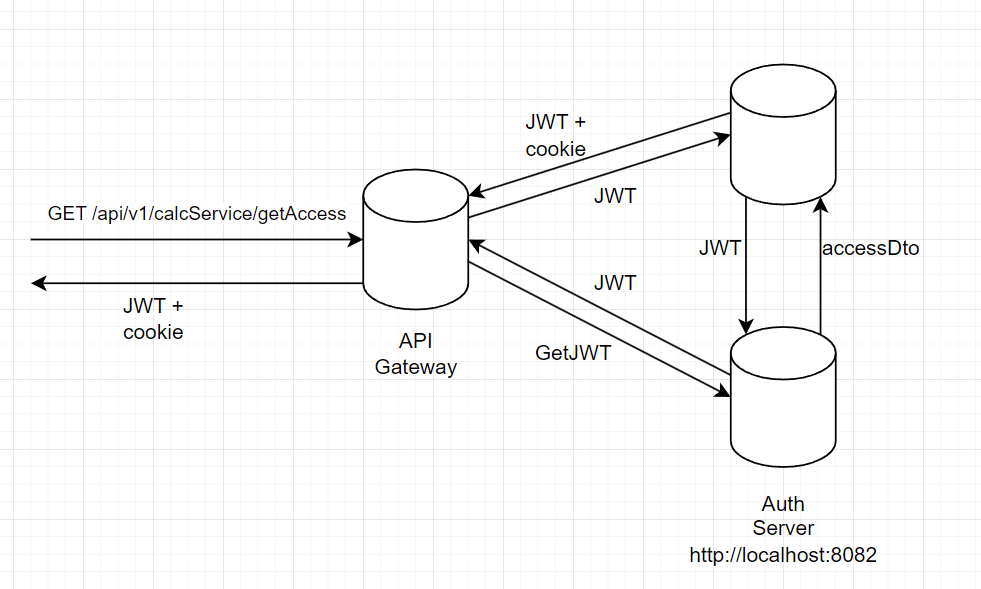 GET /api/v1/calcService/getAccess
JWT +
cookie
API
Gateway
JWT +
cookie
JWT
JWT
GetJWT
JWT
accessDto
Auth
Server
http://localhost:8082